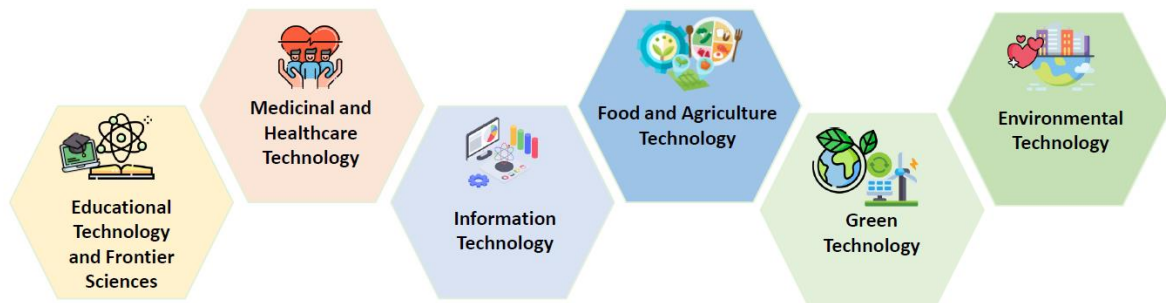 Educational
Technology
and Frontier
Sciences
Medicinal and
Healthcare
Technology
Information
Technology
Food and Agriculture
Technology
Green
Technology
Environmental
Technology